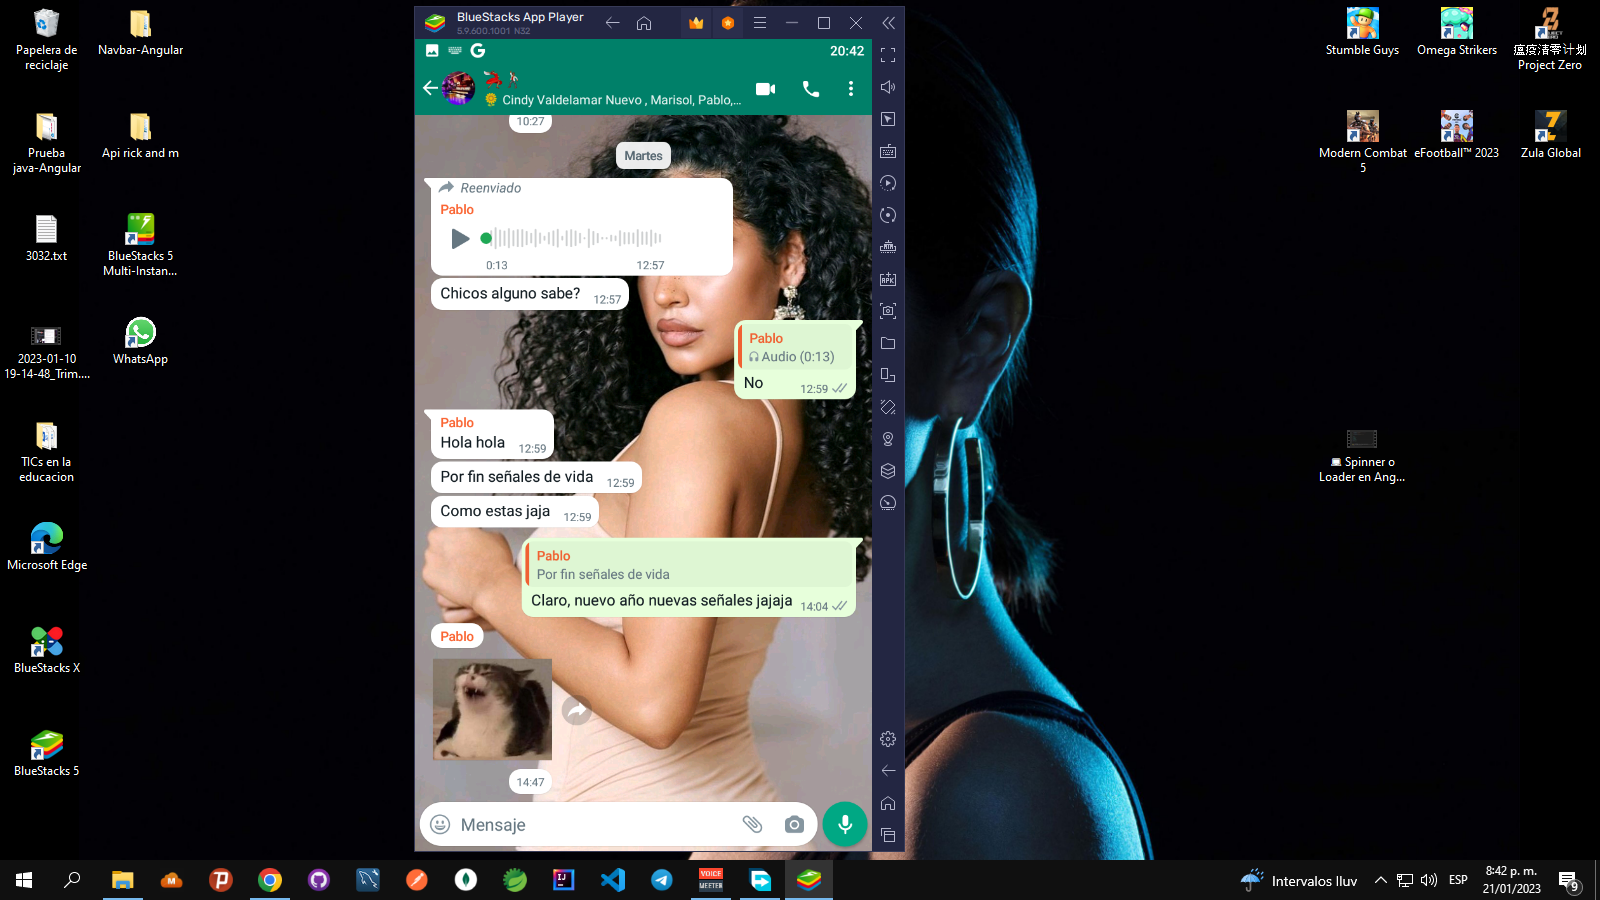 Papelera de
reciclaje
Navbar-Angular
Prueba
java-Angular
Api rick and m
3032.txt
BlueStacks 5
Multi-Instan...
2023-01-10
19-14-48_Trim....
WhatsApp
TICs en la
educacion
Microsoft Edge
BlueStacks X
BlueStacks 5
BlueStacks App Player
5.9.600.1001 N32
20:42
Cindy Valdelamar Nuevo , Marisol, Pablo,...
10:27
Martes
Reenviado
Pablo
0:13
12:57
Chicos alguno sabe? 12:57
Pablo
Audio (0:13)
No 12:59
Pablo
Hola hola 12:59
Por fin señales de vida 12:59
Como estas jaja 12:59
Pablo
Por fin señales de vida
Claro, nuevo año nuevas señales jajaja 14:04
Pablo
14:47
Mensaje
Stumble Guys
Omega Strikers
瘟疫清零计划
Project Zero
Modern Combat
5
eFootball™ 2023
Zula Global
Spinner o
Loader en Ang...
VOICE
MEETER
Intervalos lluv
ESP
8:42 p. m.
21/01/2023
9